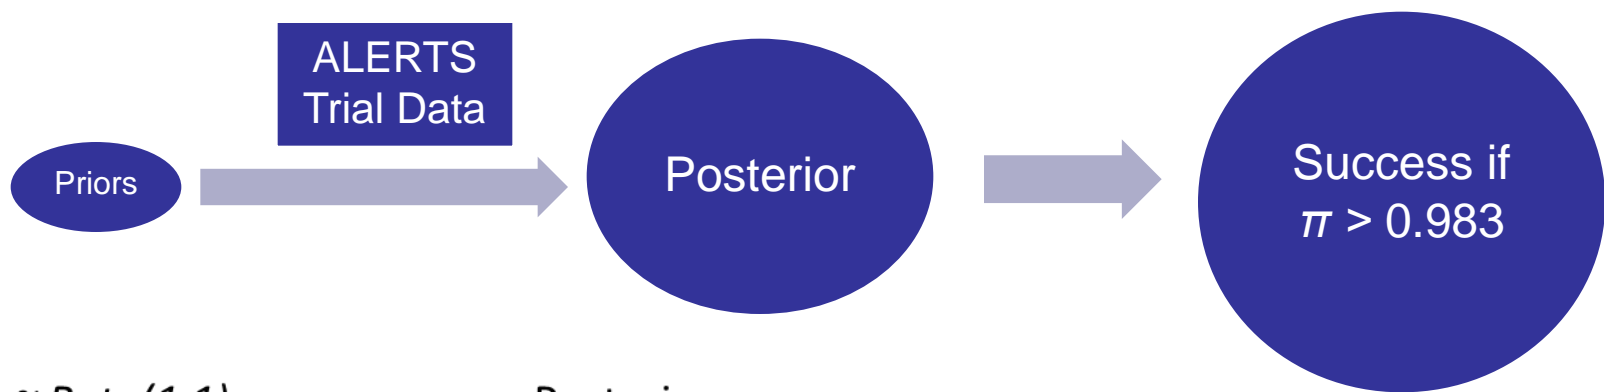 ALERTS
Trial Data
Priors
Posterior
Success if
π > 0.983